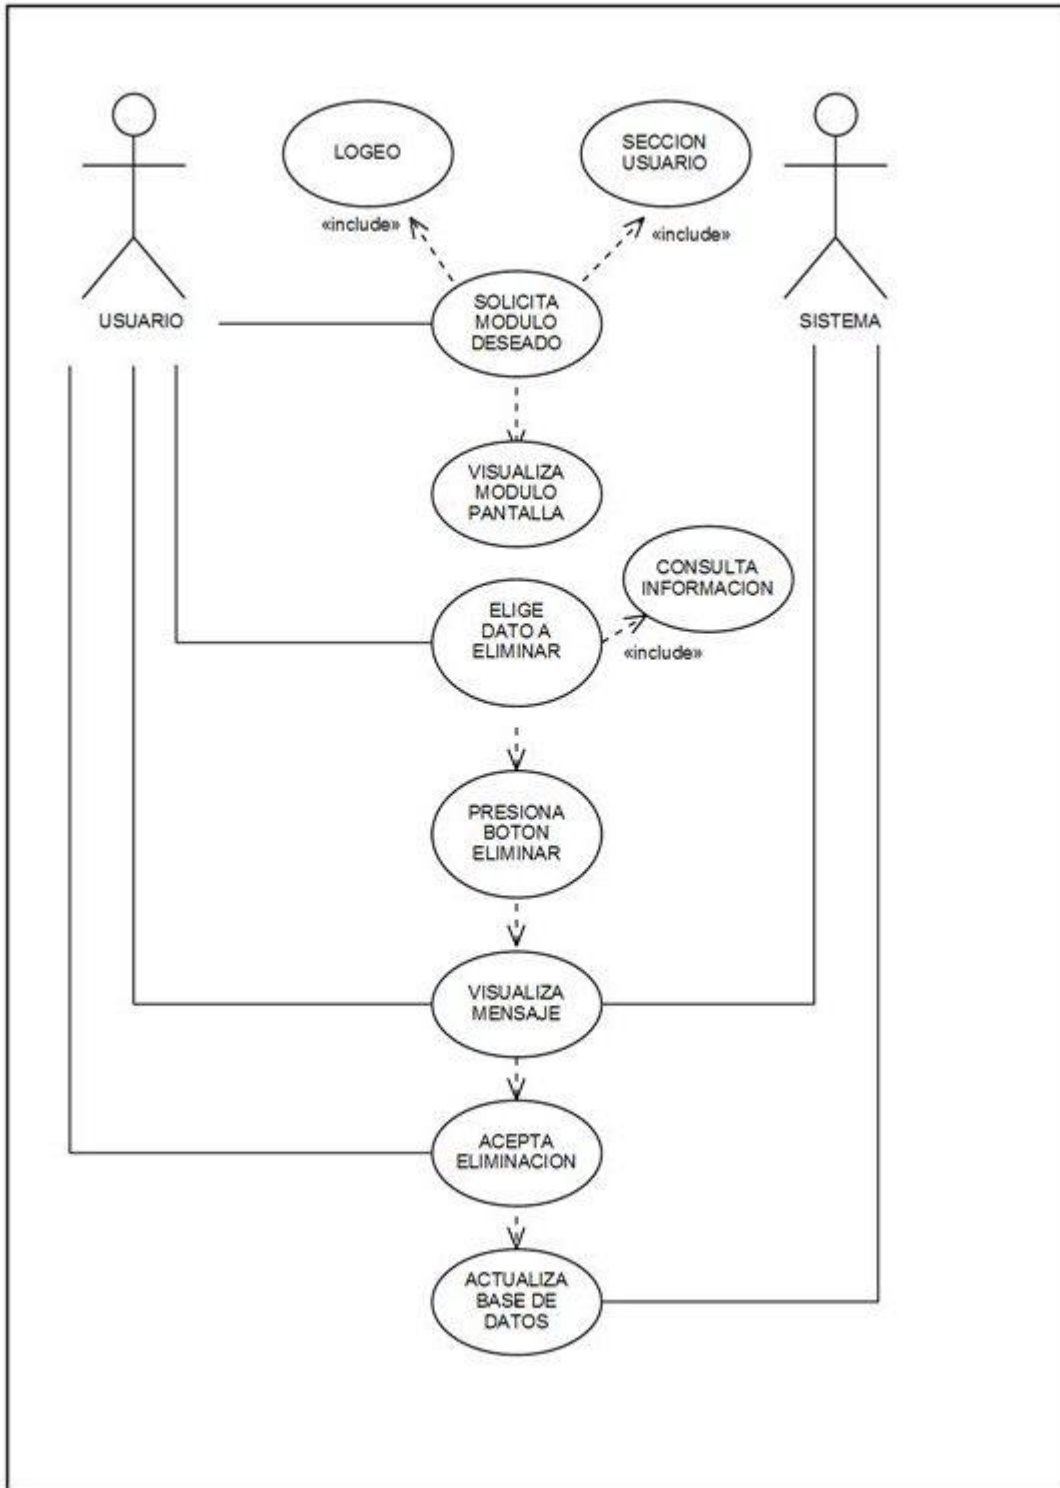 LOGEO
SECCION
USUARIO
«include»
«include»
SOLICITA
MODULO
DESEADO
USUARIO
SISTEMA
VISUALIZA
MODULO
PANTALLA
CONSULTA
INFORMACION
ELIGE
DATO A
ELIMINAR
«include»
PRESIONA
BOTON
ELIMINAR
VISUALIZA
MENSAJE
ACEPTA
ELIMINACION
ACTUALIZA
BASE DE
DATOS